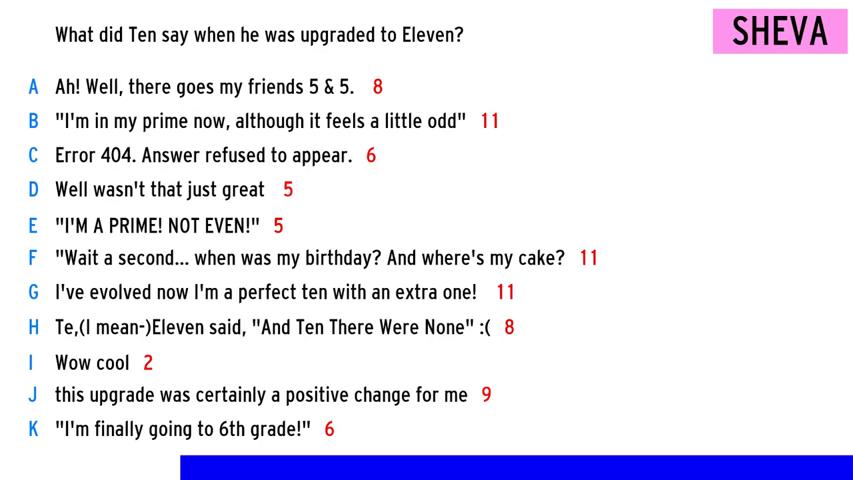 What did Ten say when he was upgraded to Eleven?
SHEVA
A Ah! Well, there goes my friends 5 & 5. 8
B "I'm in my prime now, although it feels a little odd" 11
C Error 404. Answer refused to appear. 6
D Well wasn't that just great 5
E "I'M A PRIME! NOT EVEN!" 5
F "Wait a second... when was my birthday? And where's my cake? 11
G I've evolved now I'm a perfect ten with an extra one! 11
H Te,(I mean-)Eleven said, "And Ten There Were None" :( 8
I Wow cool 2
J this upgrade was certainly a positive change for me 9
K "I'm finally going to 6th grade!" 6